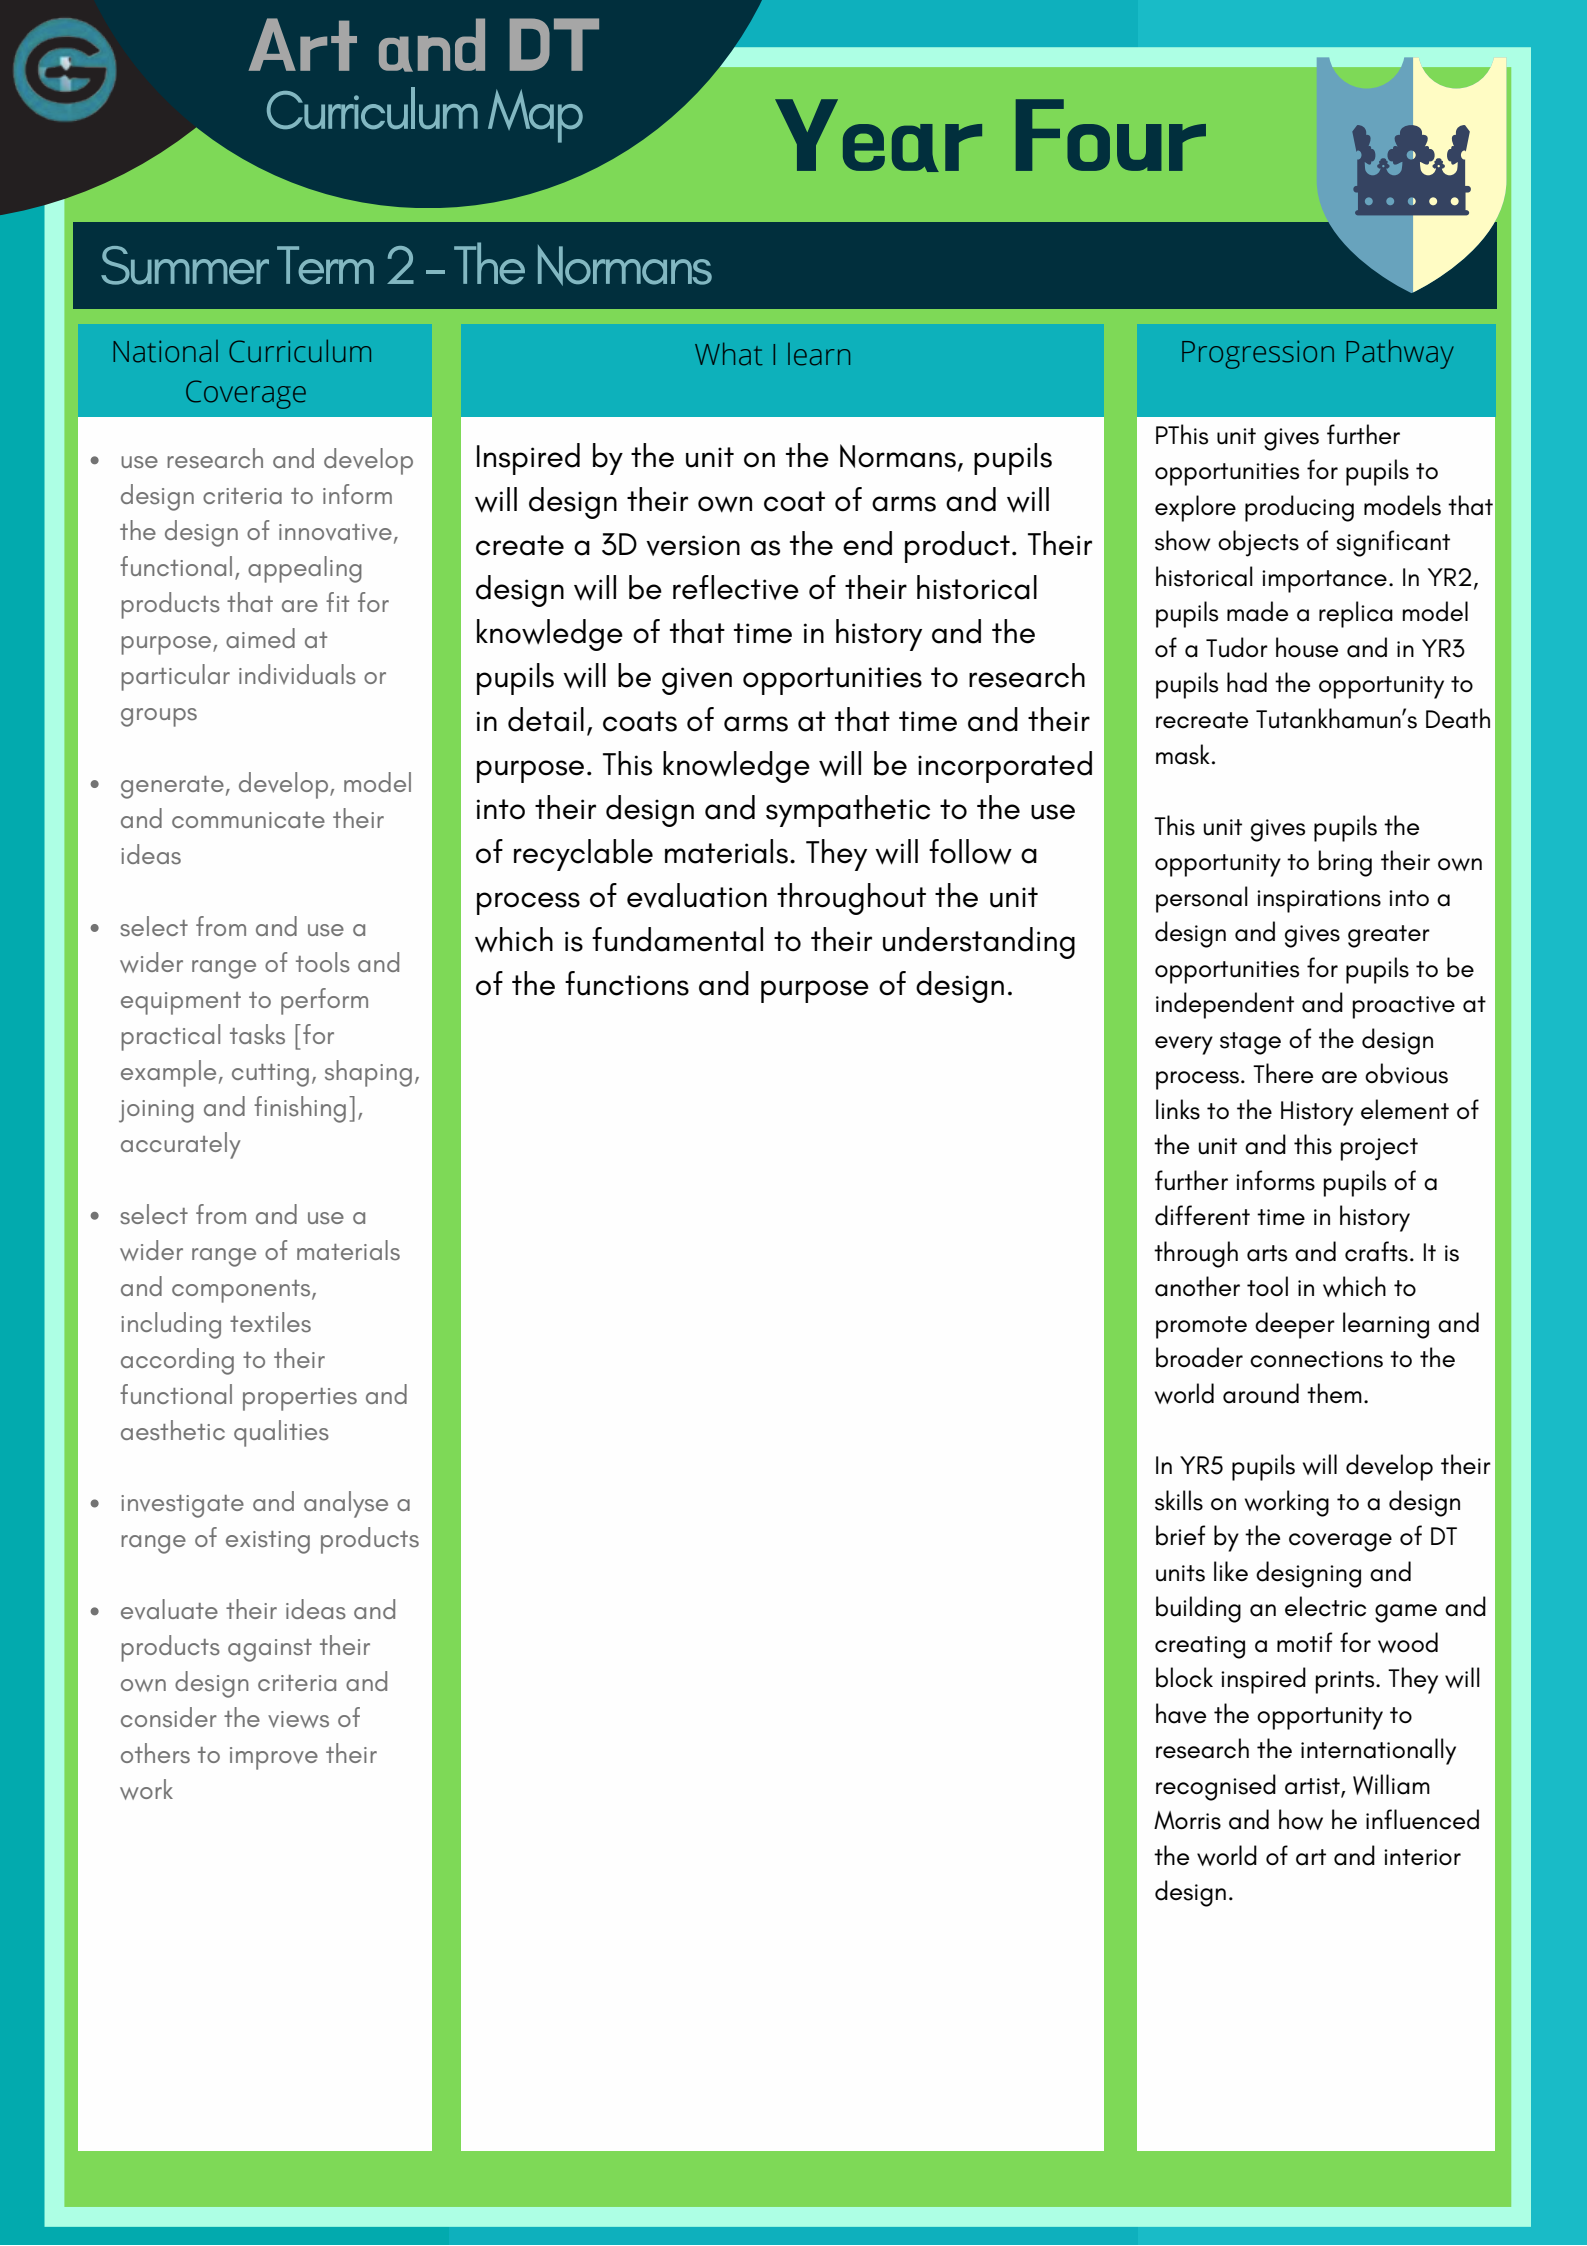 Art and DT
Curriculum Map
Year Four
Summer Term 2 - The Normans
National Curriculum
Coverage
• use research and develop
design criteria to inform
the design of innovative,
functional, appealing
products that are fit for
purpose, aimed at
particular individuals or
groups
• generate, develop, model
and communicate their
ideas
• select from and use a
wider range of tools and
equipment to perform
practical tasks [for
example, cutting, shaping,
joining and finishing],
accurately
• select from and use a
wider range of materials
and components,
including textiles
according to their
functional properties and
aesthetic qualities
• investigate and analyse a
range of existing products
• evaluate their ideas and
products against their
own design criteria and
consider the views of
others to improve their
work
What I learn
Inspired by the unit on the Normans, pupils
will design their own coat of arms and will
create a 3D version as the end product. Their
design will be reflective of their historical
knowledge of that time in history and the
pupils will be given opportunities to research
in detail, coats of arms at that time and their
purpose. This knowledge will be incorporated
into their design and sympathetic to the use
of recyclable materials. They will follow a
process of evaluation throughout the unit
which is fundamental to their understanding
of the functions and purpose of design.
Progression Pathway
PThis unit gives further
opportunities for pupils to
explore producing models that
show objects of significant
historical importance. In YR2,
pupils made a replica model
of a Tudor house and in YR3
pupils had the opportunity to
recreate Tutankhamun's Death
mask.
This unit gives pupils the
opportunity to bring their own
personal inspirations into a
design and gives greater
opportunities for pupils to be
independent and proactive at
every stage of the design
process. There are obvious
links to the History element of
the unit and this project
further informs pupils of a
different time in history
through arts and crafts. It is
another tool in which to
promote deeper learning and
broader connections to the
world around them.
In YR5 pupils will develop their
skills on working to a design
brief by the coverage of DT
units like designing and
building an electric game and
creating a motif for wood
block inspired prints. They will
have the opportunity to
research the internationally
recognised artist, William
Morris and how he influenced
the world of art and interior
design.